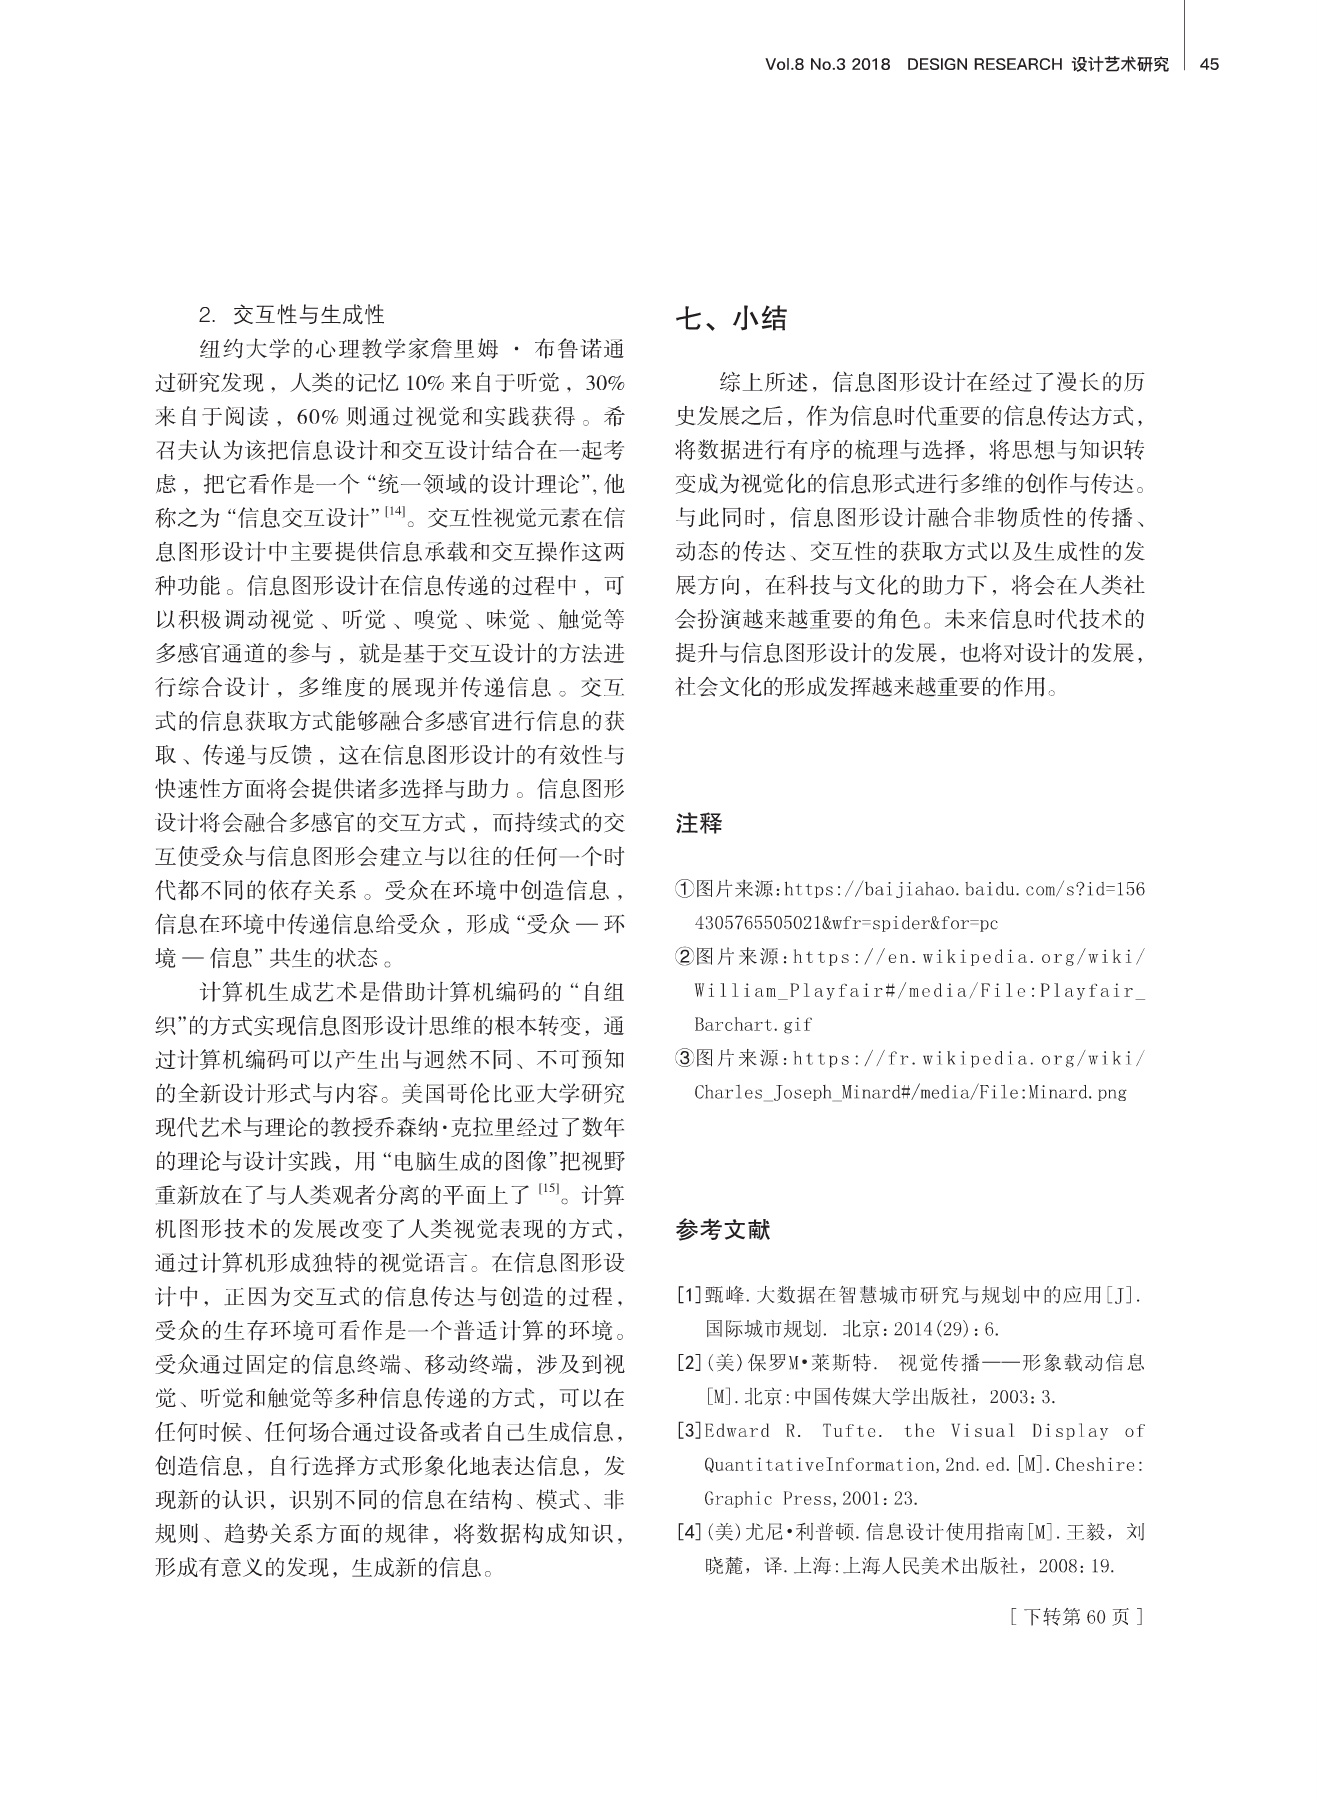 Vol.8 No.3 2018 DESIGN RESEARCH 设计艺术研究 45
2. 交互性与生成性
纽约大学的心理教学家詹里姆 · 布鲁诺通
过研究发现，人类的记忆 10% 来自于听觉，30%
来自于阅读，60% 则通过视觉和实践获得。希
召夫认为该把信息设计和交互设计结合在一起考
虑，把它看作是一个 “统一领域的设计理论”, 他
称之为 “信息交互设计” [14]。交互性视觉元素在信
息图形设计中主要提供信息承载和交互操作这两
种功能。信息图形设计在信息传递的过程中，可
以积极调动视觉、听觉、嗅觉、味觉、触觉等
多感官通道的参与，就是基于交互设计的方法进
行综合设计，多维度的展现并传递信息。交互
式的信息获取方式能够融合多感官进行信息的获
取、传递与反馈，这在信息图形设计的有效性与
快速性方面将会提供诸多选择与助力。信息图形
设计将会融合多感官的交互方式，而持续式的交
互使受众与信息图形会建立与以往的任何一个时
代都不同的依存关系。受众在环境中创造信息，
信息在环境中传递信息给受众，形成 “受众 — 环
境 — 信息” 共生的状态。
计算机生成艺术是借助计算机编码的 “自组
织”的方式实现信息图形设计思维的根本转变，通
过计算机编码可以产生出与迥然不同、不可预知
的全新设计形式与内容。美国哥伦比亚大学研究
现代艺术与理论的教授乔森纳·克拉里经过了数年
的理论与设计实践，用 “电脑生成的图像”把视野
重新放在了与人类观者分离的平面上了 [15]。计算
机图形技术的发展改变了人类视觉表现的方式，
通过计算机形成独特的视觉语言。在信息图形设
计中，正因为交互式的信息传达与创造的过程，
受众的生存环境可看作是一个普适计算的环境。
受众通过固定的信息终端、移动终端，涉及到视
觉、听觉和触觉等多种信息传递的方式，可以在
任何时候、任何场合通过设备或者自己生成信息，
创造信息，自行选择方式形象化地表达信息，发
现新的认识，识别不同的信息在结构、模式、非
规则、趋势关系方面的规律，将数据构成知识，
形成有意义的发现，生成新的信息。
七、小结
综上所述，信息图形设计在经过了漫长的历
史发展之后，作为信息时代重要的信息传达方式，
将数据进行有序的梳理与选择，将思想与知识转
变成为视觉化的信息形式进行多维的创作与传达。
与此同时，信息图形设计融合非物质性的传播、
动态的传达、交互性的获取方式以及生成性的发
展方向，在科技与文化的助力下，将会在人类社
会扮演越来越重要的角色。未来信息时代技术的
提升与信息图形设计的发展，也将对设计的发展，
社会文化的形成发挥越来越重要的作用。
注释
①图片来源:https://baijiahao.baidu.com/s?id=156
4305765505021&wfr=spider&for=pc
②图片来源:https://en.wikipedia.org/wiki/
William_Playfair#/media/File:Playfair_
Barchart.gif
③图片来源:https://fr.wikipedia.org/wiki/
Charles_Joseph_Minard#/media/File:Minard.png
参考文献
[1]甄峰.大数据在智慧城市研究与规划中的应用[J].
国际城市规划. 北京:2014(29):6.
[2](美)保罗M•莱斯特. 视觉传播——形象载动信息
[M].北京:中国传媒大学出版社，2003:3.
[3]Edward R. Tufte. the Visual Display of
QuantitativeInformation,2nd.ed.[M].Cheshire:
Graphic Press,2001:23.
[4](美)尤尼•利普顿.信息设计使用指南[M].王毅，刘
晓麓，译.上海:上海人民美术出版社，2008:19.
[ 下转第 60 页 ]